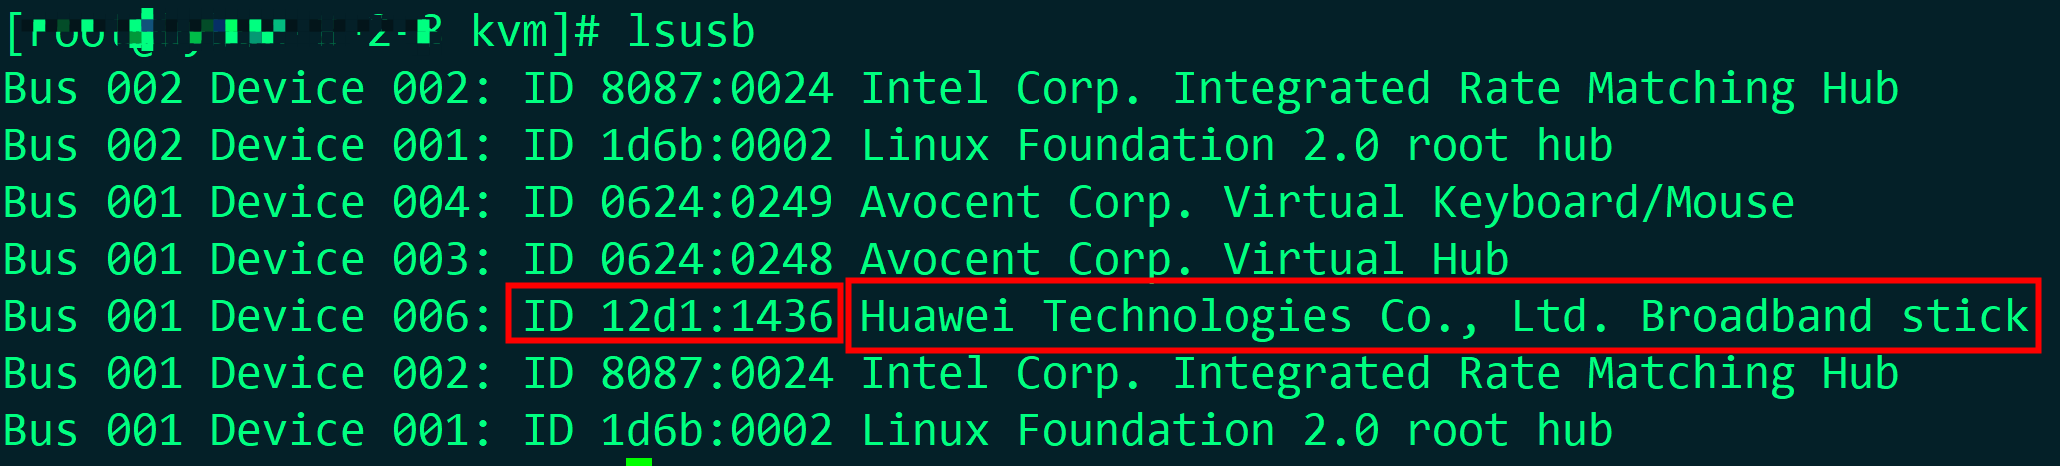 kvm]# lsusb
Bus 002 Device 002: ID 8087:0024 Intel Corp. Integrated Rate Matching Hub
Bus 002 Device 001: ID 1d6b:0002 Linux Foundation 2.0 root hub
Bus 001 Device 004: ID 0624:0249 Avocent Corp. Virtual Keyboard/Mouse
Bus 001 Device 003: ID 0624:0248 Avocent Corp. Virtual Hub
Bus 001 Device 006: ID 12d1:1436 Huawei Technologies Co., Ltd. Broadband stick
Bus 001 Device 002: ID 8087:0024 Intel Corp. Integrated Rate Matching Hub
Bus 001 Device 001: ID 1d6b:0002 Linux Foundation 2.0 root hub